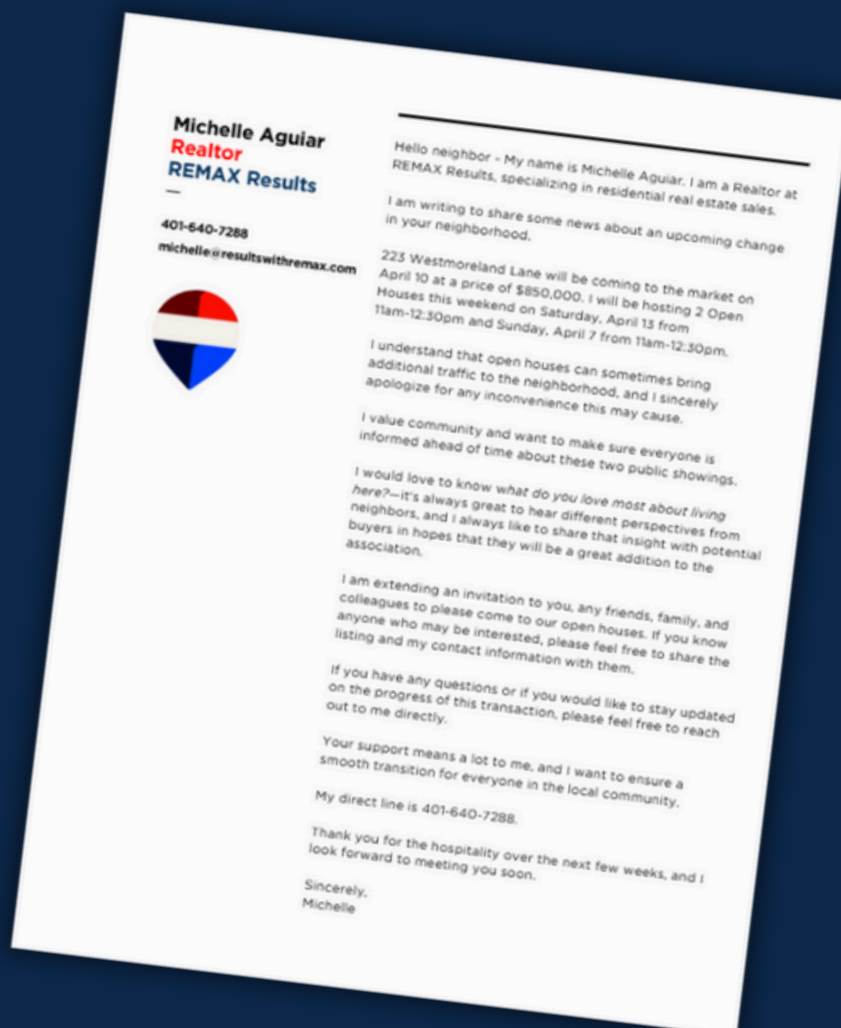 Michelle Aguiar
Realtor
REMAX Results
401-640-7288
michelle@resultswithremax.com
Hello neighbor - My name is Michelle Aguiar. I am a Realtor at
REMAX Results, specializing in residential real estate sales.
I am writing to share some news about an upcoming change
in your neighborhood.
223 Westmoreland Lane will be coming to the market on
April 10 at a price of $850,000. I will be hosting 2 Open
Houses this weekend on Saturday, April 13 from
11am-12:30pm and Sunday, April 7 from 11am-12:30pm.
I understand that open houses can sometimes bring
additional traffic to the neighborhood, and I sincerely
apologize for any inconvenience this may cause.
I value community and want to make sure everyone is
informed ahead of time about these two public showings.
I would love to know what do you love most about living
here?—it's always great to hear different perspectives from
neighbors, and I always like to share that insight with potential
buyers in hopes that they will be a great addition to the
association.
I am extending an invitation to you, any friends, family, and
colleagues to please come to our open houses. If you know
anyone who may be interested, please feel free to share the
listing and my contact information with them.
If you have any questions or if you would like to stay updated
on the progress of this transaction, please feel free to reach
out to me directly.
Your support means a lot to me, and I want to ensure a
smooth transition for everyone in the local community.
My direct line is 401-640-7288.
Thank you for the hospitality over the next few weeks, and I
look forward to meeting you soon.
Sincerely,
Michelle